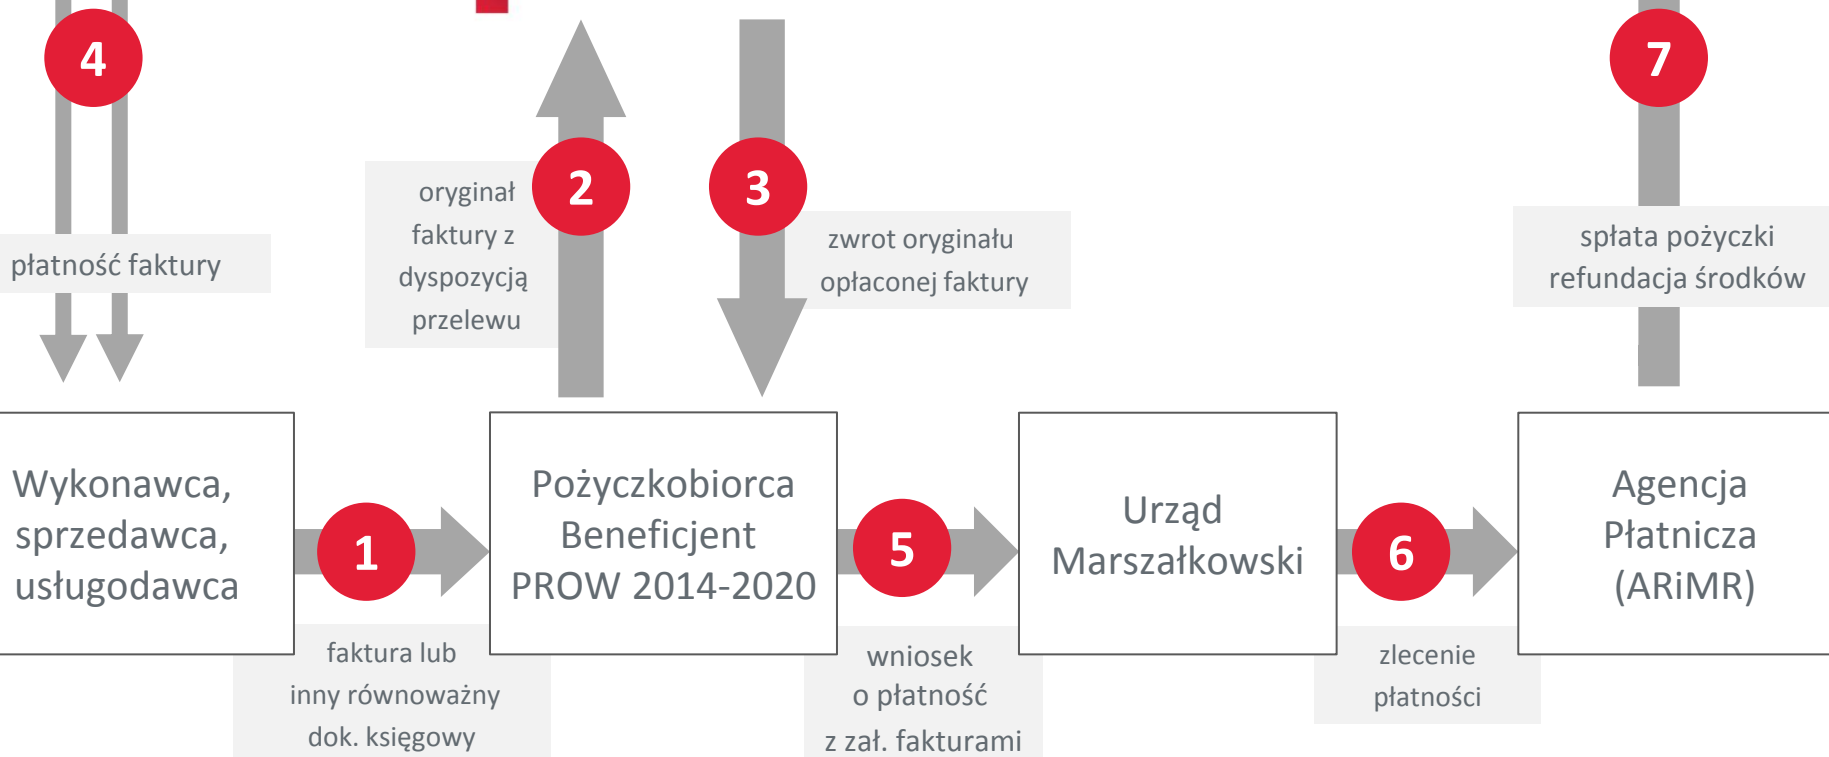 4
7
2
3
oryginał
faktury z
dyspozycją
przelewu
zwrot oryginału
opłaconej faktury
płatność faktury
spłata pożyczki
refundacja środków
Wykonawca,
sprzedawca,
usługodawca
1
Pożyczkobiorca
Beneficjent
PROW 2014-2020
5
Urząd
Marszałkowski
6
Agencja
Płatnicza
(ARiMR)
faktura lub
inny równoważny
dok. księgowy
wniosek
o płatność
z zał. fakturami
zlecenie
płatności